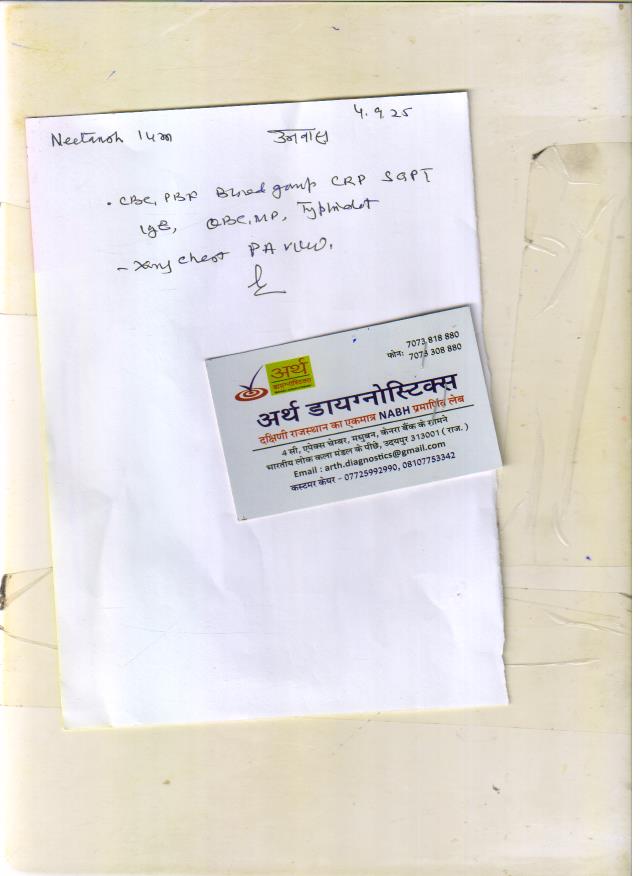 4.9.25
Neetansh 14m
• CBC, PBF Blood group CRP SGPT
IgE, QBC, MP, Typhidot
- Xray chest PA view.
7073 818 880
फोन: 7073 308 880
अर्थ
डायग्नोस्टिक्स
अर्थ डायग्नोस्टिक्स
दक्षिणी राजस्थान का एकमात्र NABH प्रमाणित लेब
4 सी, एपेक्स चेम्बर, मधुबन, केनरा बैंक के सामने
भारतीय लोक कला मंडल के पीछे, उदयपुर 313001 ( राज. )
Email : arth.diagnostics@gmail.com
कस्टमर केयर - 07725992990, 08107753342